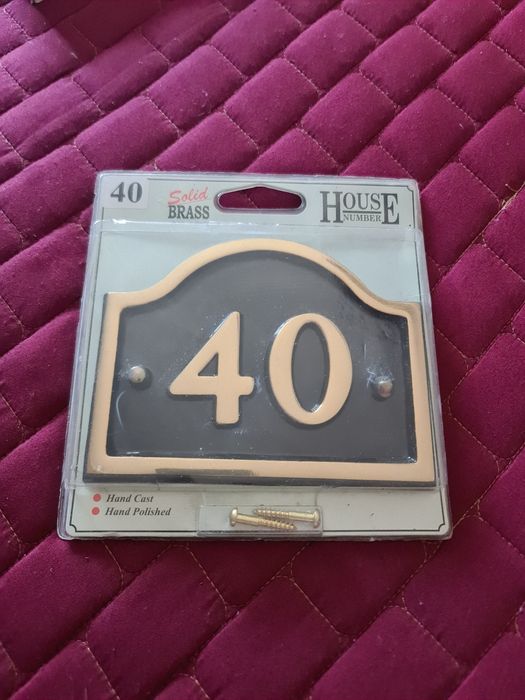 40
Solid
BRASS
HOUSE
NUMBER
40
Hand Cast
Hand Polished